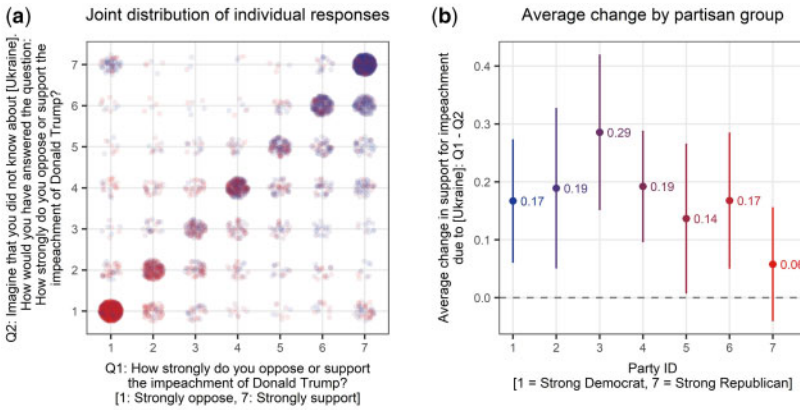 (a) Joint distribution of individual responses
Q2: Imagine that you did not know about [Ukraine].
How would you have answered the question:
How strongly do you oppose or support the
impeachment of Donald Trump?
7
6
5
4
3
2
1
1 2 3 4 5 6 7
Q1: How strongly do you oppose or support
the impeachment of Donald Trump?
[1: Strongly oppose, 7: Strongly support]
(b) Average change by partisan group
Average change in support for impeachment
due to [Ukraine]: Q1 - Q2
0.4
0.3
0.2
0.1
0.0
0.17
0.19
0.29
0.19
0.14
0.17
0.06
1 2 3 4 5 6 7
Party ID
[1 = Strong Democrat, 7 = Strong Republican]